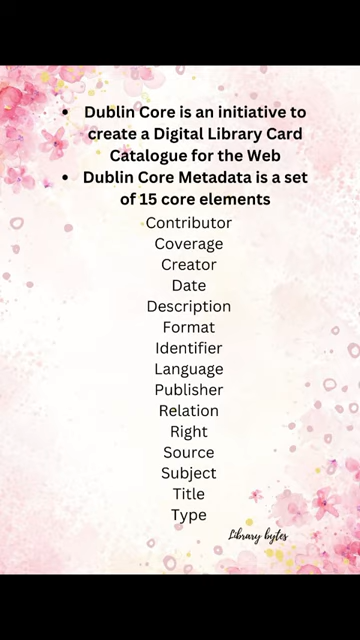 • Dublin Core is an initiative to
create a Digital Library Card
Catalogue for the Web
• Dublin Core Metadata is a set
of 15 core elements
Contributor
Coverage
Creator
Date
Description
Format
Identifier
Language
Publisher
Relation
Right
Source
Subject
Title
Type
Library bytes